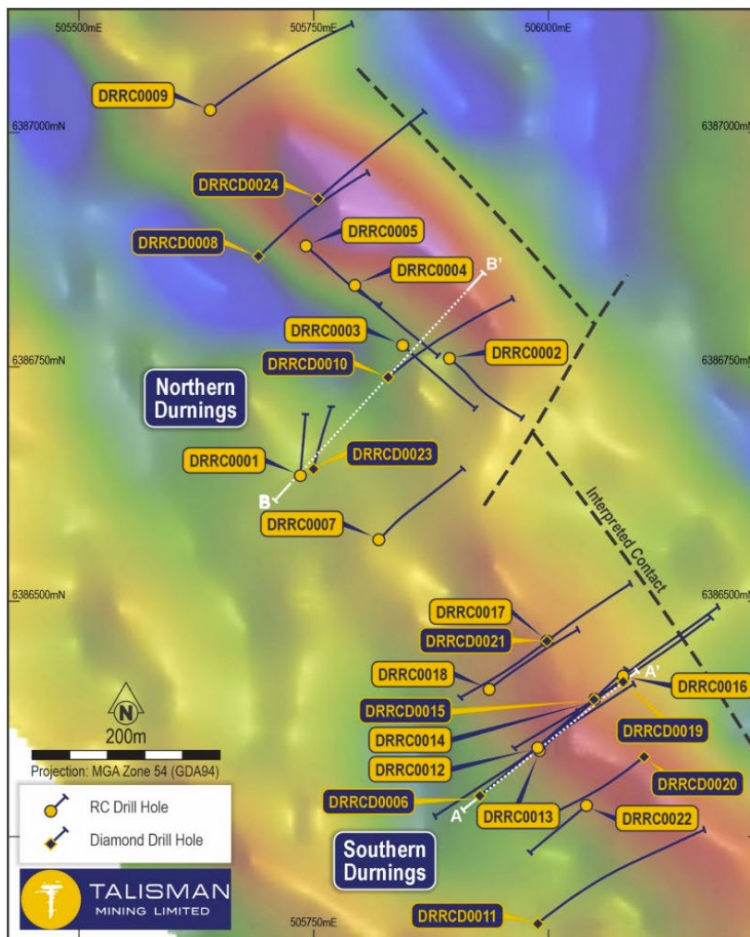 505500mE
505750mE
506000mE
DRRC0009
6387000mN
6387000mN
DRRCD0024
DRRC0005
DRRCD0008
DRRC0004
B'
DRRC0003
DRRC0002
6386750mN
6386750mN
DRRCD0010
Northern
Durnings
DRRC0001
DRRCD0023
B
DRRC0007
Interpreted Contact
6386500mN
6386500mN
DRRC0017
DRRCD0021
DRRC0018
A'
DRRC0016
DRRCD0015
DRRCD0019
DRRC0014
DRRC0012
DRRCD0020
DRRCD0006
A
DRRC0013
DRRC0022
N
200m
Projection: MGA Zone 54 (GDA94)
RC Drill Hole
Diamond Drill Hole
Southern
Durnings
TALISMAN
MINING LIMITED
DRRCD0011
505750mE
506000mE